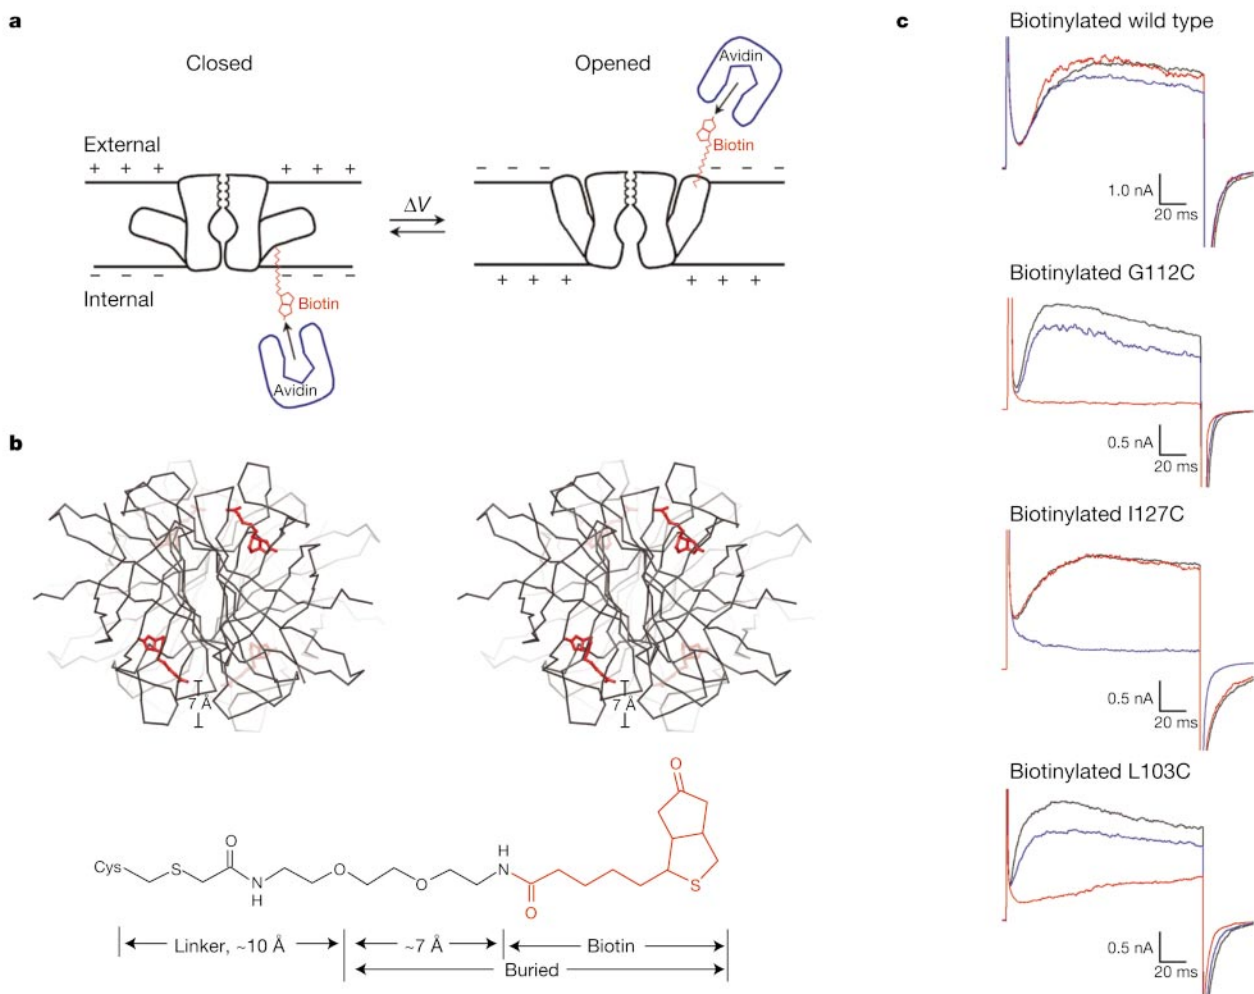 a
Closed
Opened
Avidin
Biotin
External
+ + + + + +
– – – – – –
ΔV
– – – – – –
Internal
Biotin
+ + + + + +
Avidin
b
7 Å
7 Å
Cys
S
O
N
H
O
O
H
N
O
O
S
Linker, ~10 Å
~7 Å
Biotin
Buried
c
Biotinylated wild type
1.0 nA
20 ms
Biotinylated G112C
0.5 nA
20 ms
Biotinylated I127C
0.5 nA
20 ms
Biotinylated L103C
0.5 nA
20 ms